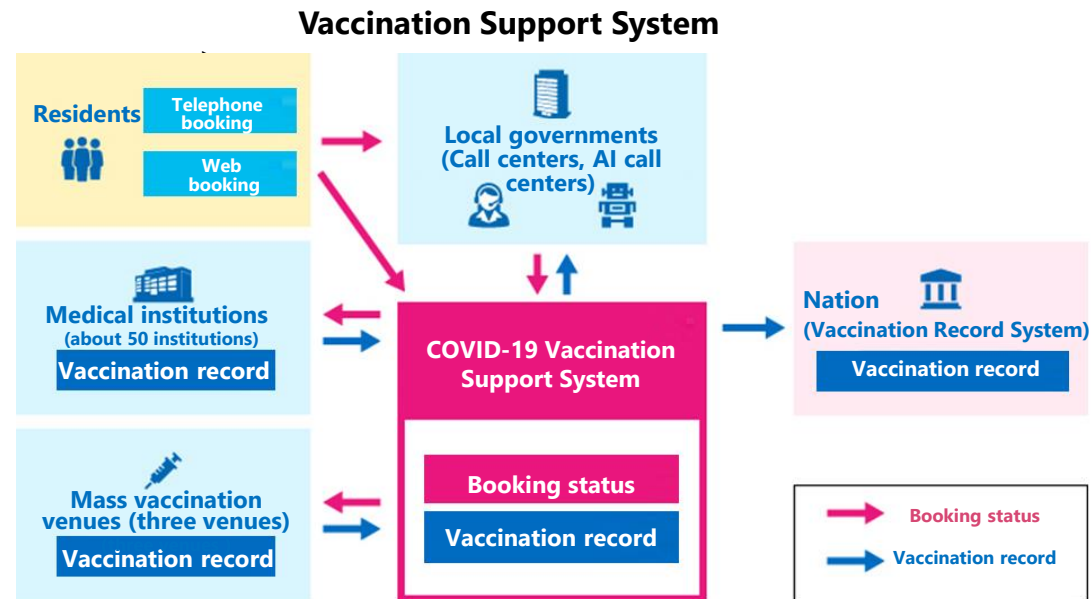 Vaccination Support System
Residents
Telephone
booking
Web
booking
Local governments
(Call centers, AI call
centers)
Medical institutions
(about 50 institutions)
Vaccination record
COVID-19 Vaccination
Support System
Booking status
Vaccination record
Nation
(Vaccination Record System)
Vaccination record
Mass vaccination
venues (three venues)
Vaccination record
Booking status
Vaccination record